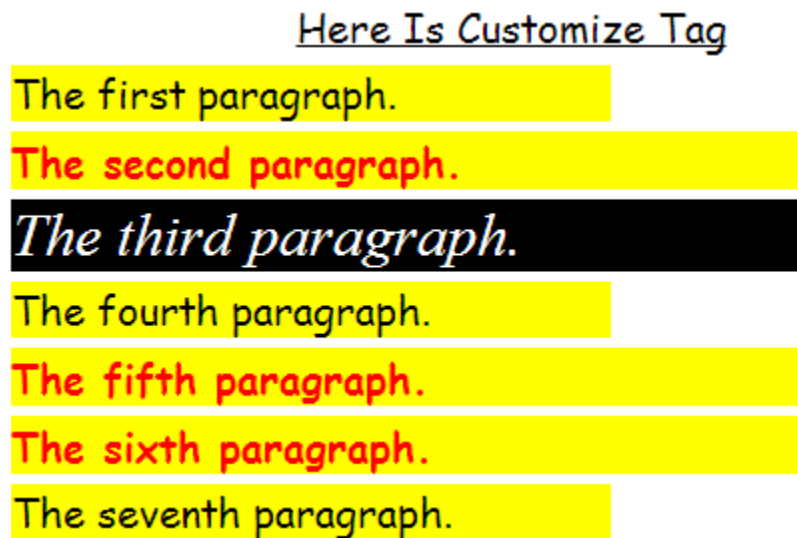 Here Is Customize Tag
The first paragraph.
The second paragraph.
The third paragraph.
The fourth paragraph.
The fifth paragraph.
The sixth paragraph.
The seventh paragraph.